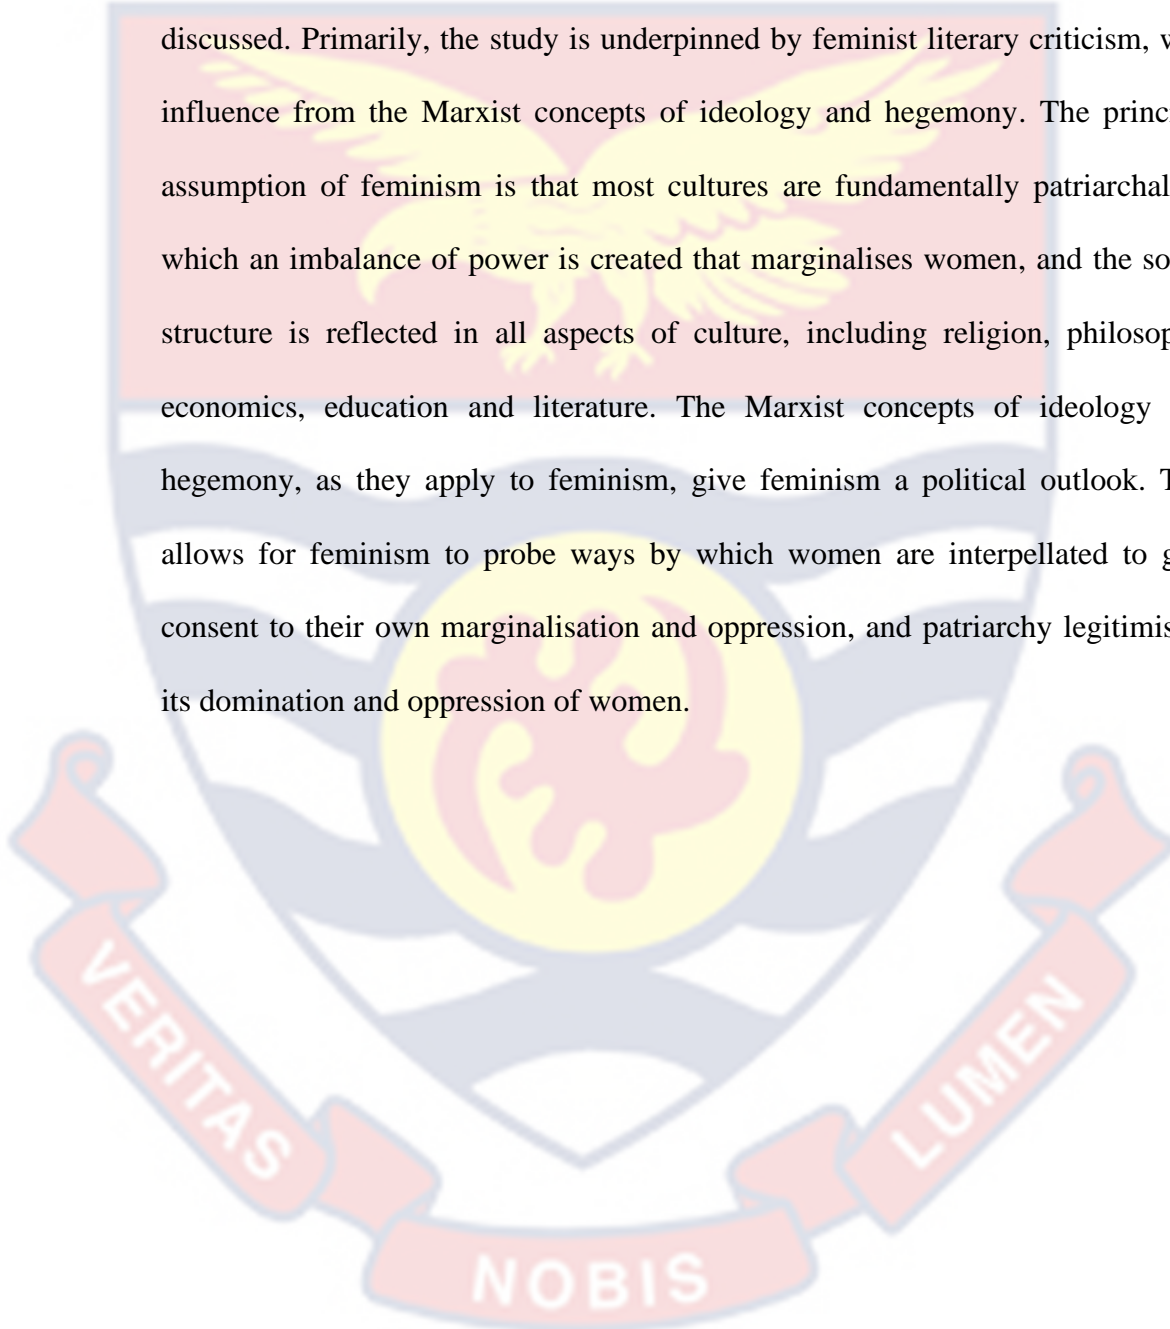 discussed. Primarily, the study is underpinned by feminist literary criticism, w
influence from the Marxist concepts of ideology and hegemony. The princi
assumption of feminism is that most cultures are fundamentally patriarchal
which an imbalance of power is created that marginalises women, and the so
structure is reflected in all aspects of culture, including religion, philosop
economics, education and literature. The Marxist concepts of ideology
hegemony, as they apply to feminism, give feminism a political outlook. T
allows for feminism to probe ways by which women are interpellated to g
consent to their own marginalisation and oppression, and patriarchy legitimis
its domination and oppression of women.
VERITAS
NOBIS
LUMEN